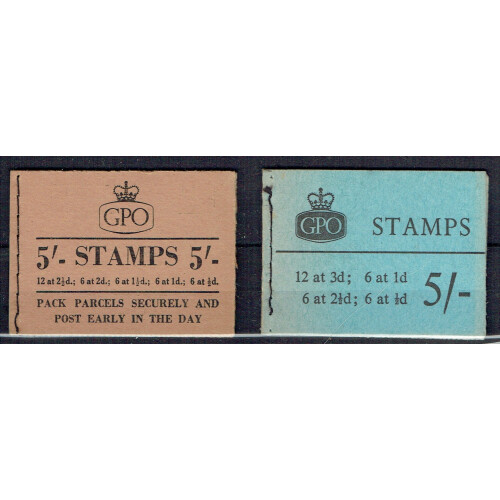 GPO
5/- STAMPS 5/-
12 at 2½d.; 6 at 2d.; 6 at 1½d.; 6 at 1d.; 6 at ½d.
PACK PARCELS SECURELY AND
POST EARLY IN THE DAY
GPO
STAMPS
12 at 3d; 6 at 1d
6 at 2½d; 6 at ½d
5/-